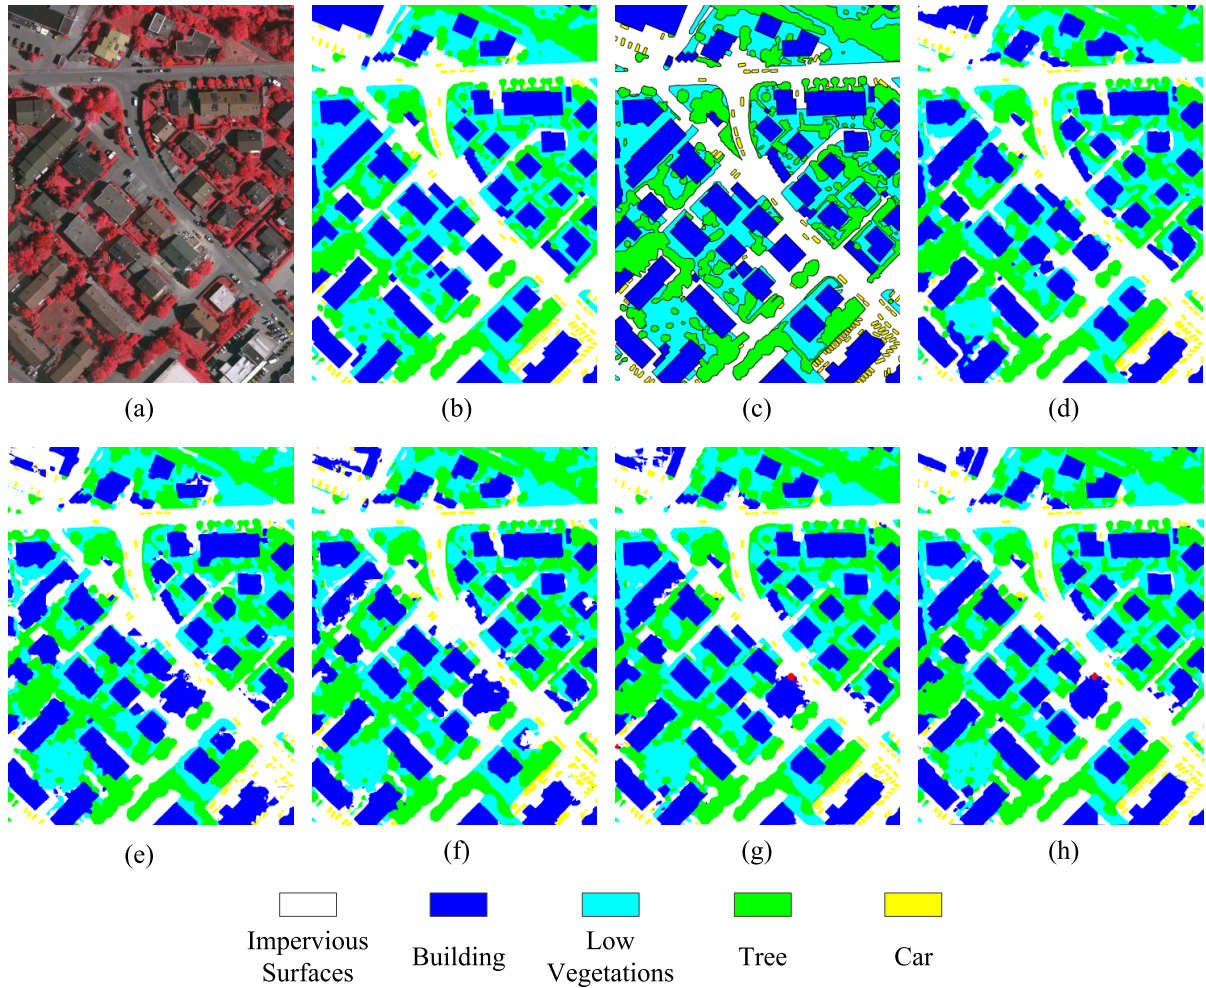 (a) (b) (c) (d)
(e) (f) (g) (h)
Impervious Surfaces
Building
Low Vegetations
Tree
Car